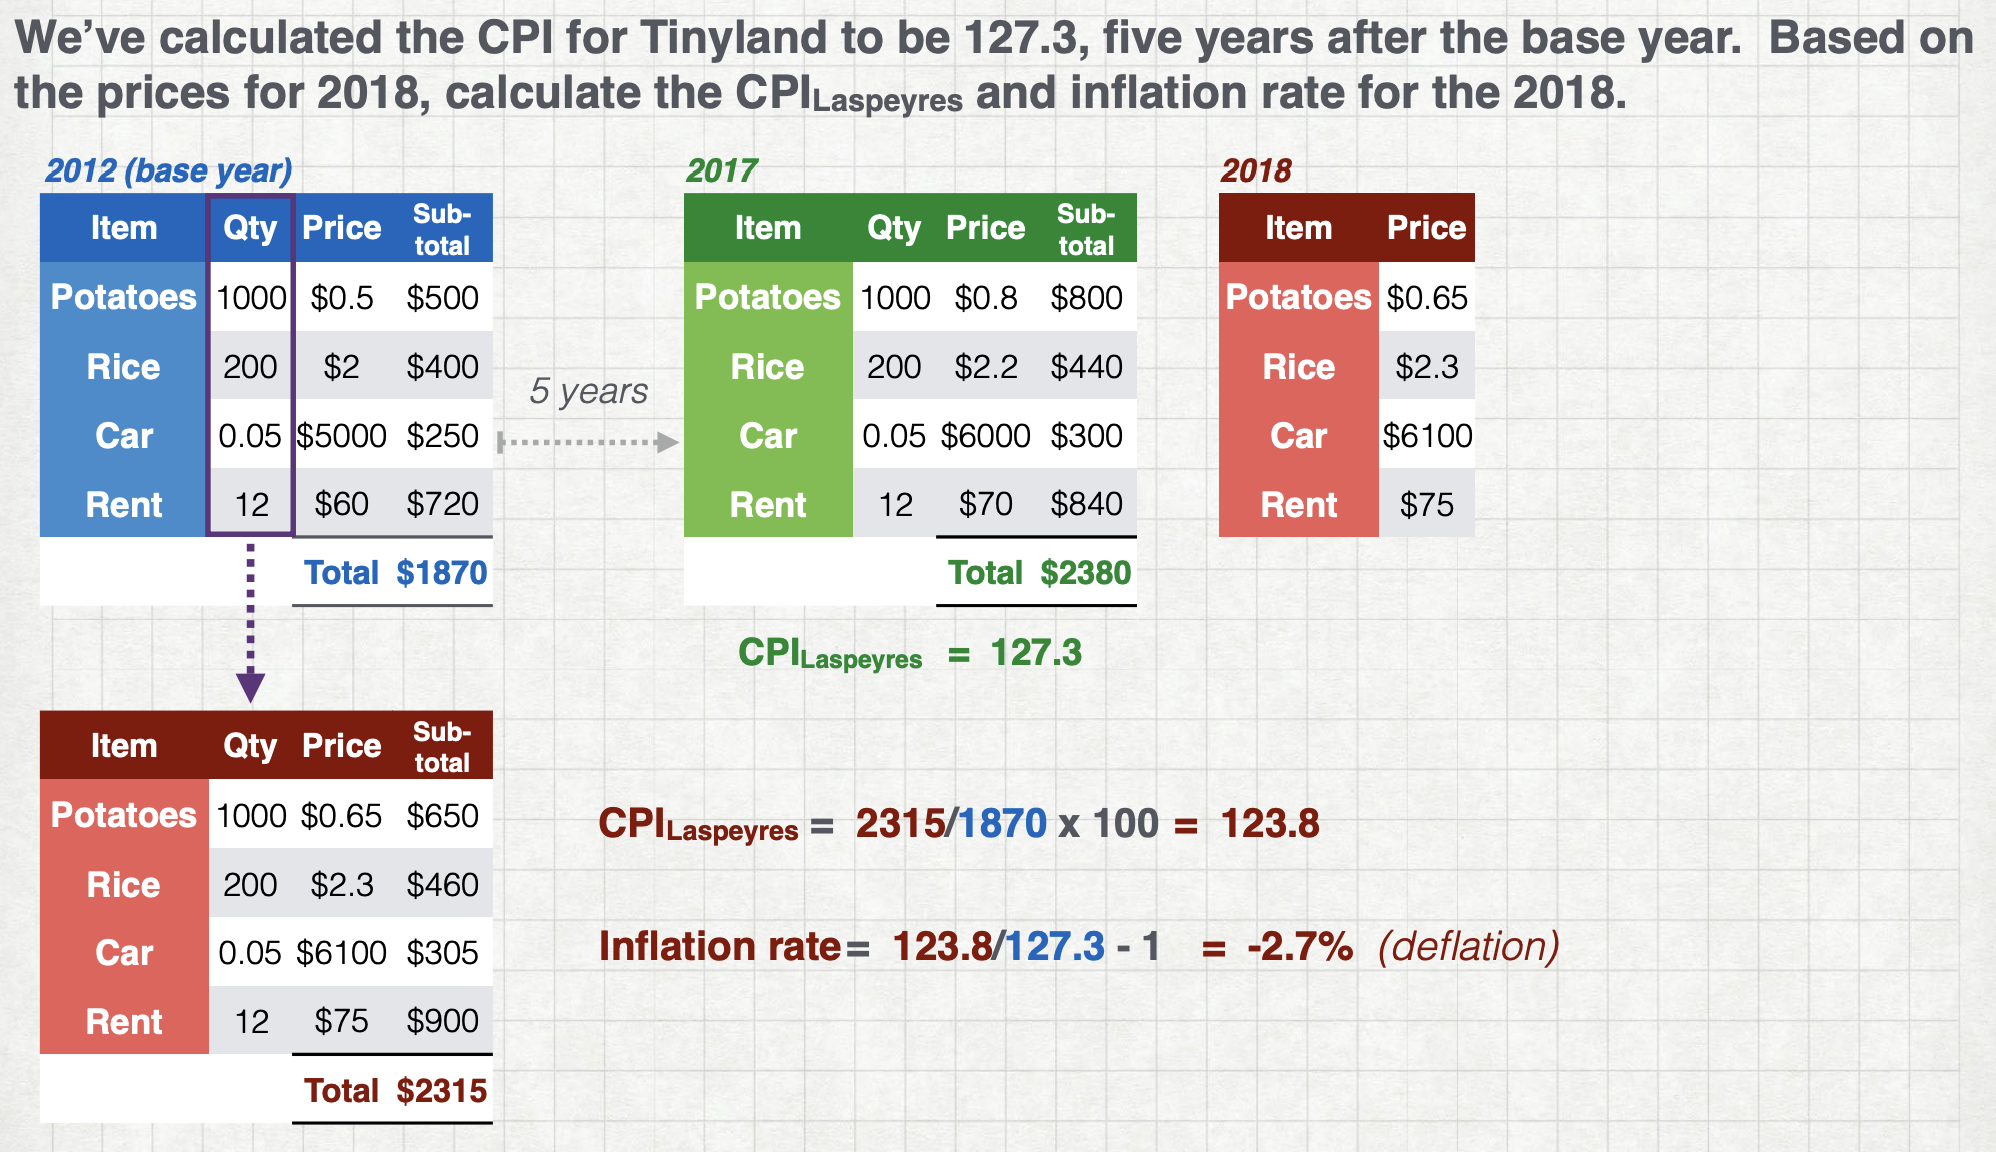 We’ve calculated the CPI for Tinyland to be 127.3, five years after the base year. Based on
the prices for 2018, calculate the CPILaspeyres and inflation rate for the 2018.
2012 (base year)
Item Qty Price Sub-total
Potatoes 1000 $0.5 $500
Rice 200 $2 $400
Car 0.05 $5000 $250
Rent 12 $60 $720
Total $1870
5 years
2017
Item Qty Price Sub-total
Potatoes 1000 $0.8 $800
Rice 200 $2.2 $440
Car 0.05 $6000 $300
Rent 12 $70 $840
Total $2380
CPILaspeyres = 127.3
2018
Item Price
Potatoes $0.65
Rice $2.3
Car $6100
Rent $75
Item Qty Price Sub-total
Potatoes 1000 $0.65 $650
Rice 200 $2.3 $460
Car 0.05 $6100 $305
Rent 12 $75 $900
Total $2315
CPILaspeyres = 2315/1870 x 100 = 123.8
Inflation rate = 123.8/127.3 - 1 = -2.7% (deflation)